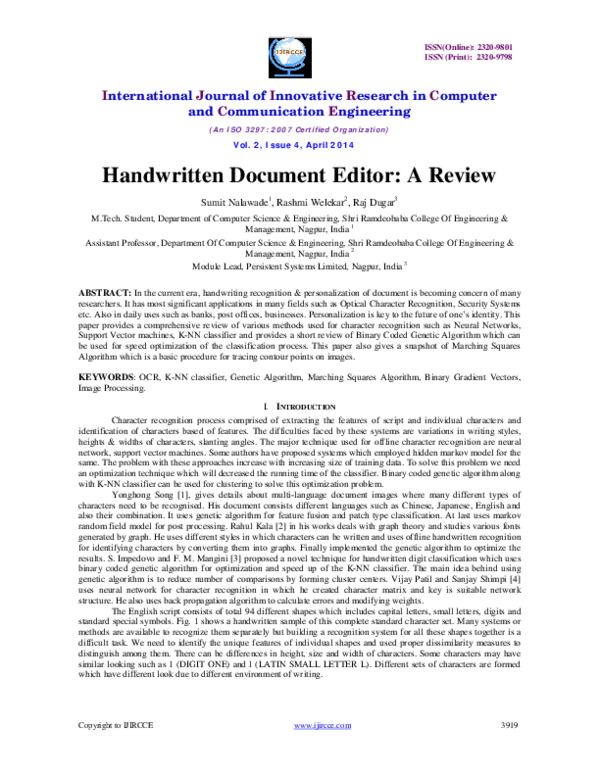 IJIRCCE
ISSN(Online): 2320-9801
ISSN (Print): 2320-9798
International Journal of Innovative Research in Computer
and Communication Engineering
(An ISO 3297: 2007 Certified Organization)
Vol. 2, Issue 4, April 2014
Handwritten Document Editor: A Review
Sumit Nalawade1, Rashmi Welekar2, Raj Dugar3
M.Tech. Student, Department of Computer Science & Engineering, Shri Ramdeobaba College Of Engineering &
Management, Nagpur, India 1
Assistant Professor, Department Of Computer Science & Engineering, Shri Ramdeobaba College Of Engineering &
Management, Nagpur, India 2
Module Lead, Persistent Systems Limited, Nagpur, India 3
ABSTRACT: In the current era, handwriting recognition & personalization of document is becoming concern of many
researchers. It has most significant applications in many fields such as Optical Character Recognition, Security Systems
etc. Also in daily uses such as banks, post offices, businesses. Personalization is key to the future of one's identity. This
paper provides a comprehensive review of various methods used for character recognition such as Neural Networks,
Support Vector machines, K-NN classifier and provides a short review of Binary Coded Genetic Algorithm which can
be used for speed optimization of the classification process. This paper also gives a snapshot of Marching Squares
Algorithm which is a basic procedure for tracing contour points on images.
KEYWORDS: OCR, K-NN classifier, Genetic Algorithm, Marching Squares Algorithm, Binary Gradient Vectors,
Image Processing.
I. INTRODUCTION
Character recognition process comprised of extracting the features of script and individual characters and
identification of characters based of features. The difficulties faced by these systems are variations in writing styles,
heights & widths of characters, slanting angles. The major technique used for offline character recognition are neural
network, support vector machines. Some authors have proposed systems which employed hidden markov model for the
same. The problem with these approaches increase with increasing size of training data. To solve this problem we need
an optimization technique which will decreased the running time of the classifier. Binary coded genetic algorithm along
with K-NN classifier can be used for clustering to solve this optimization problem.
Yonghong Song [1], gives details about multi-language document images where many different types of
characters need to be recognised. His document consists different languages such as Chinese, Japanese, English and
also their combination. It uses genetic algorithm for feature fusion and patch type classification. At last uses markov
random field model for post processing. Rahul Kala [2] in his works deals with graph theory and studies various fonts
generated by graph. He uses different styles in which characters can be written and uses offline handwritten recognition
for identifying characters by converting them into graphs. Finally implemented the genetic algorithm to optimize the
results. S. Impedovo and F. M. Mangini [3] proposed a novel technique for handwritten digit classification which uses
binary coded genetic algorithm for optimization and speed up of the K-NN classifier. The main idea behind using
genetic algorithm is to reduce number of comparisons by forming cluster centers. Vijay Patil and Sanjay Shimpi [4]
uses neural network for character recognition in which he created character matrix and key is suitable network
structure. He also uses back propagation algorithm to calculate errors and modifying weights.
The English script consists of total 94 different shapes which includes capital letters, small letters, digits and
standard special symbols. Fig. 1 shows a handwritten sample of this complete standard character set. Many systems or
methods are available to recognize them separately but building a recognition system for all these shapes together is a
difficult task. We need to identify the unique features of individual shapes and used proper dissimilarity measures to
distinguish among them. There can be differences in height, size and width of characters. Some characters may have
similar looking such as 1 (DIGIT ONE) and l (LATIN SMALL LETTER L). Different sets of characters are formed
which have different look due to different environment of writing.
Copyright to IJIRCCE
www.ijircce.com
3919